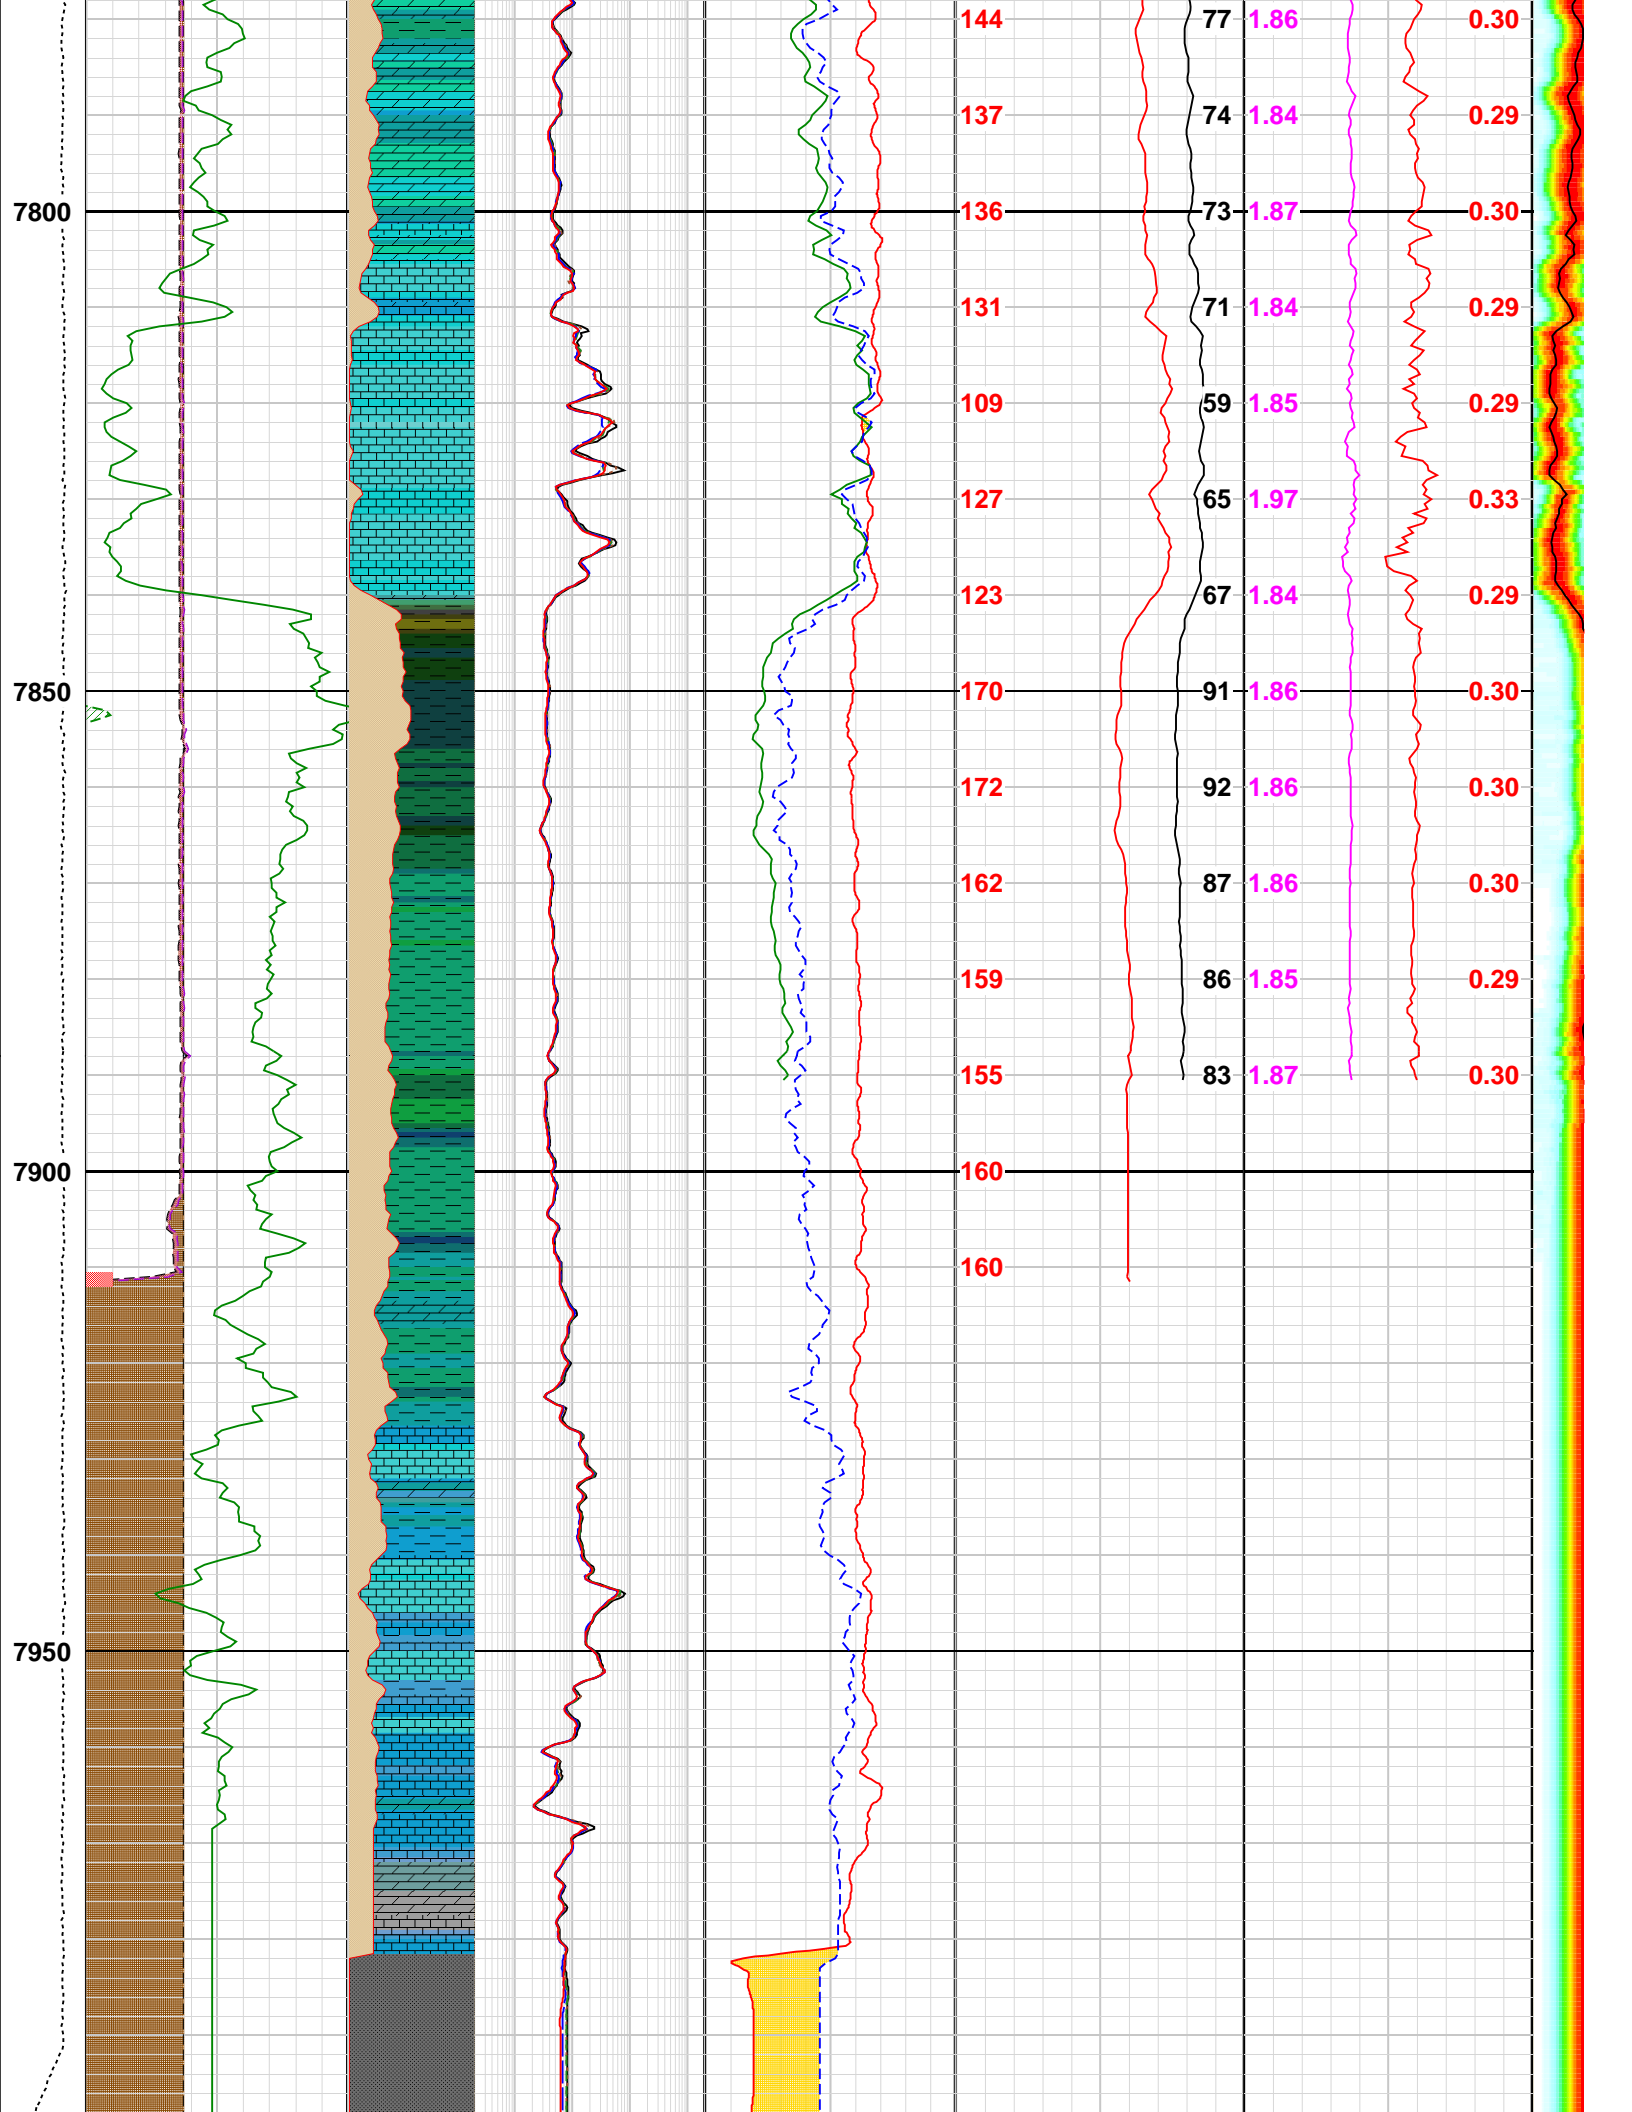 144 77 1.86 0.30
137 74 1.84 0.29
7800 136 73 1.87 0.30
131 71 1.84 0.29
109 59 1.85 0.29
127 65 1.97 0.33
123 67 1.84 0.29
7850 170 91 1.86 0.30
172 92 1.86 0.30
162 87 1.86 0.30
159 86 1.85 0.29
155 83 1.87 0.30
7900 160
160
7950